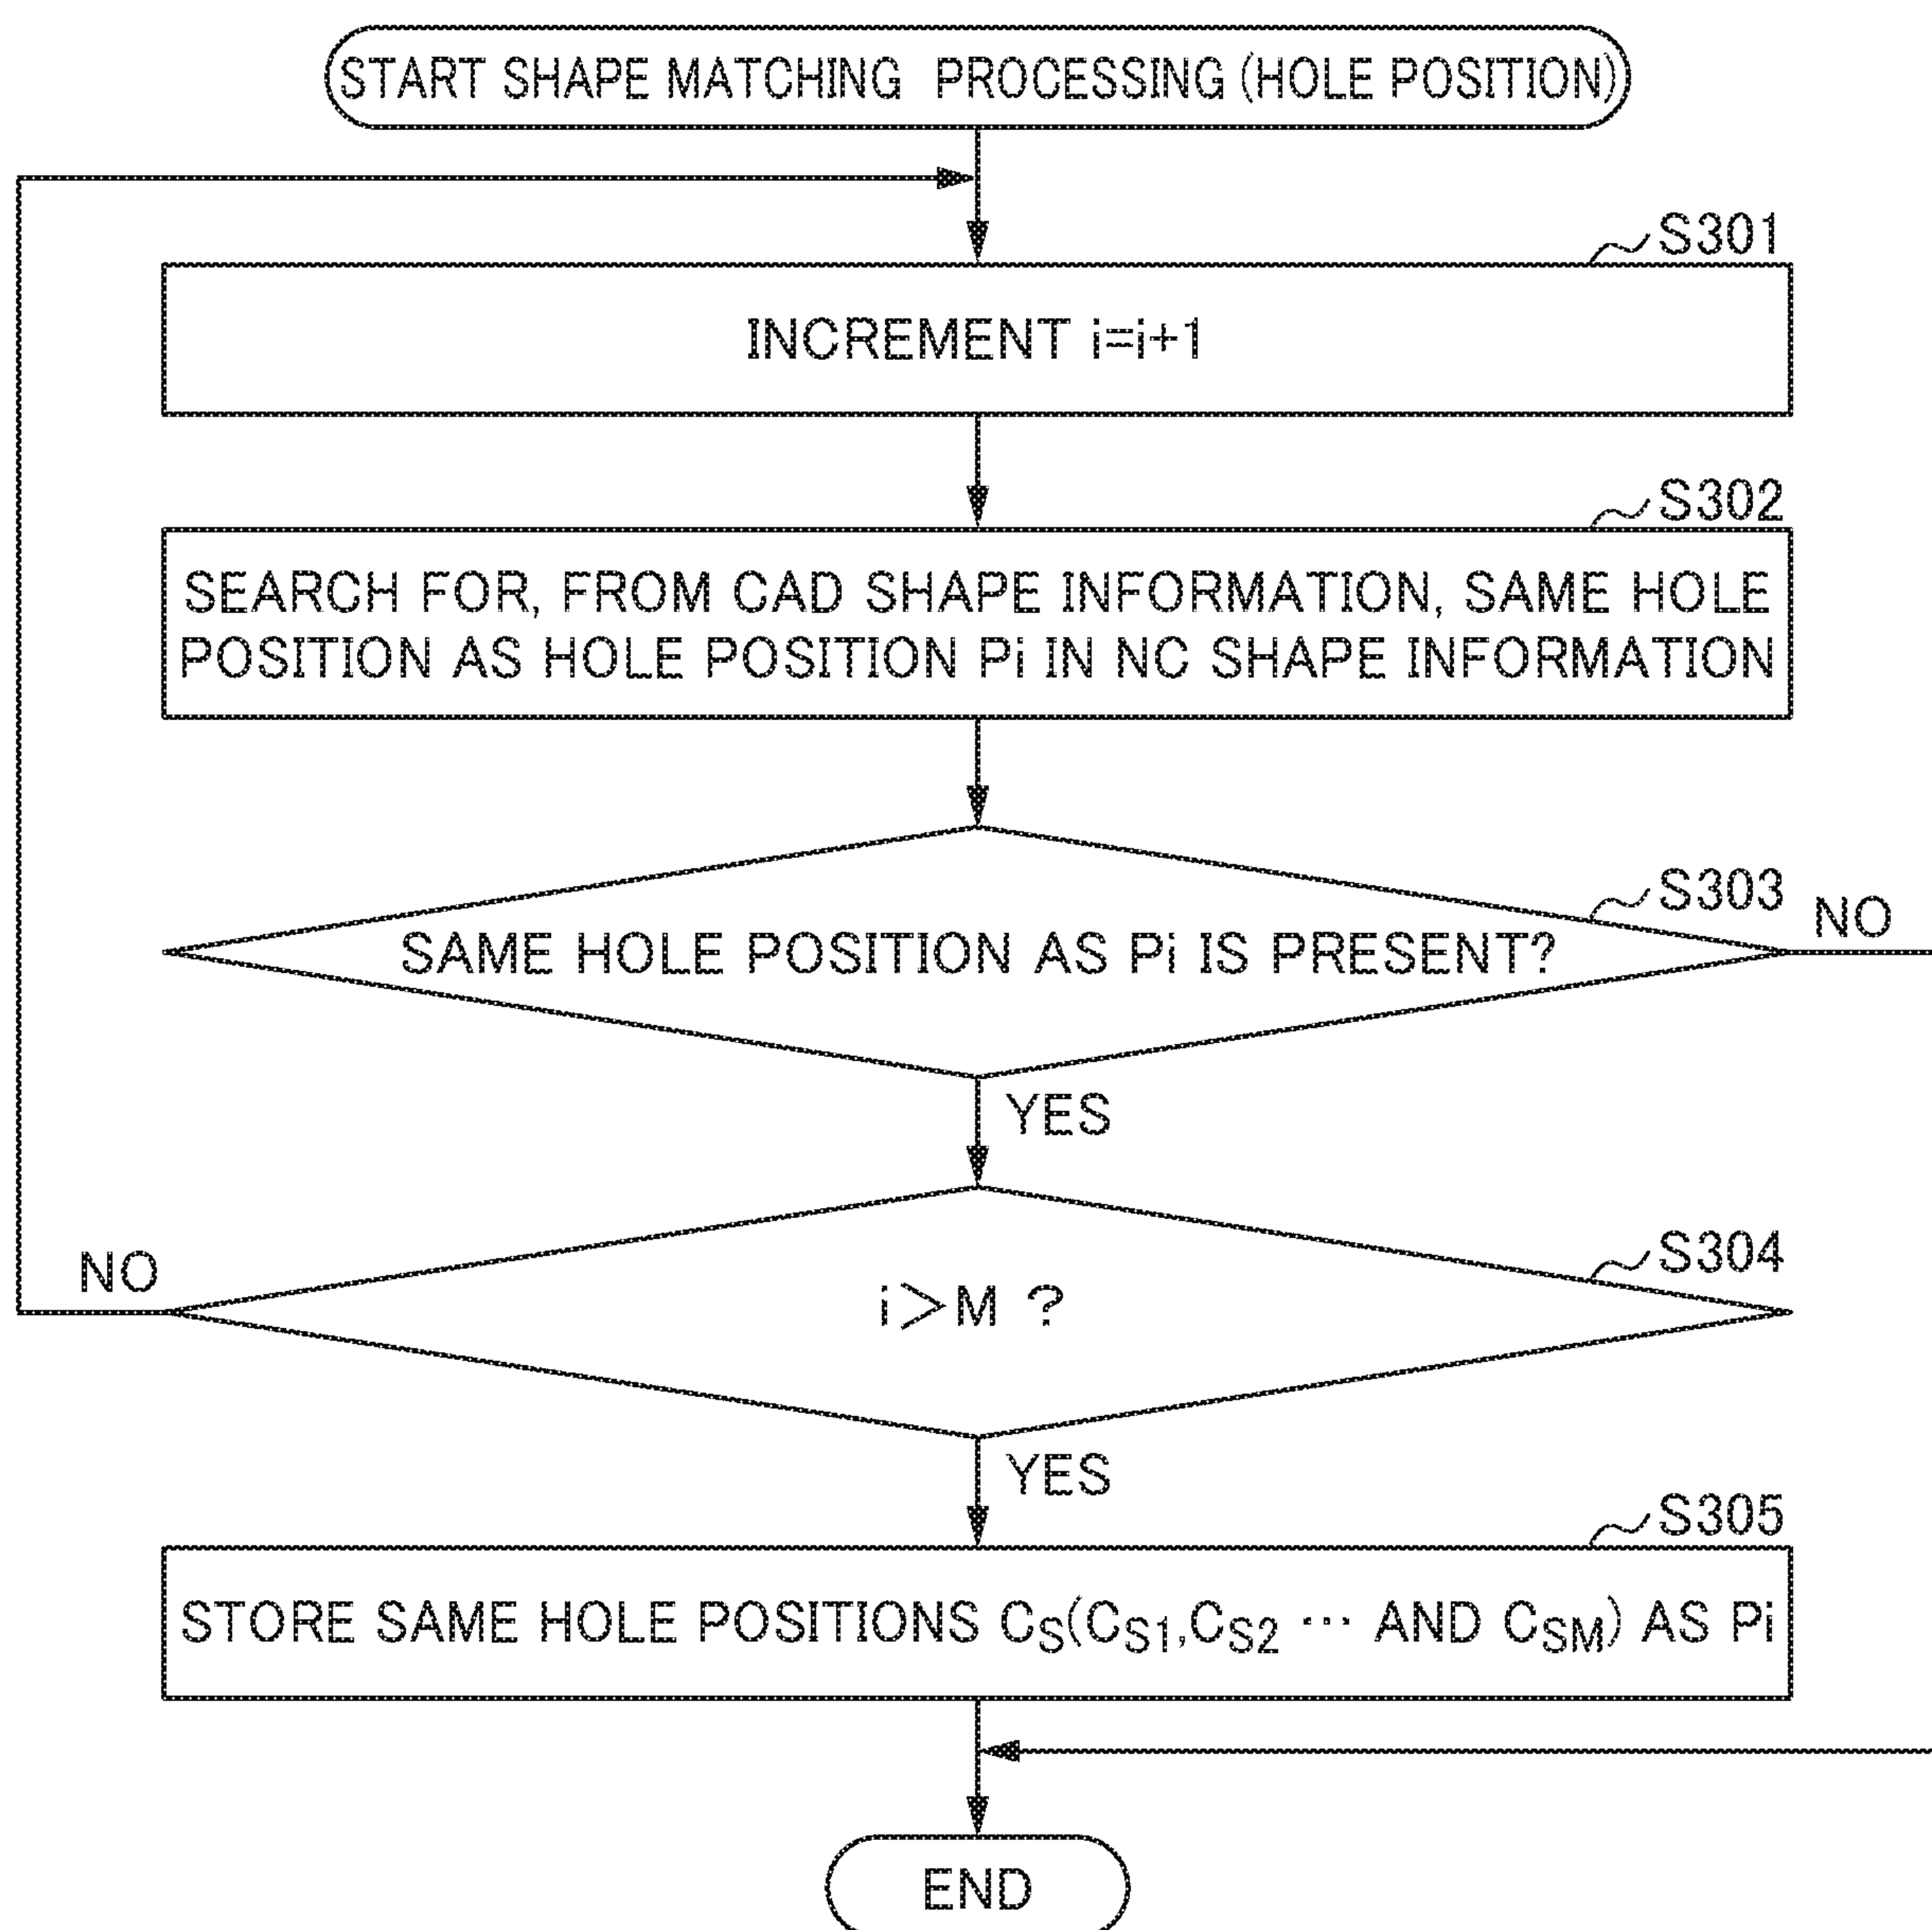 START SHAPE MATCHING PROCESSING (HOLE POSITION)
S301
INCREMENT i=i+1
S302
SEARCH FOR, FROM CAD SHAPE INFORMATION, SAME HOLE
POSITION AS HOLE POSITION Pi IN NC SHAPE INFORMATION
S303
NO
SAME HOLE POSITION AS Pi IS PRESENT?
YES
S304
NO
i>M ?
YES
S305
STORE SAME HOLE POSITIONS CS(CS1,CS2 ··· AND CSM) AS Pi
END